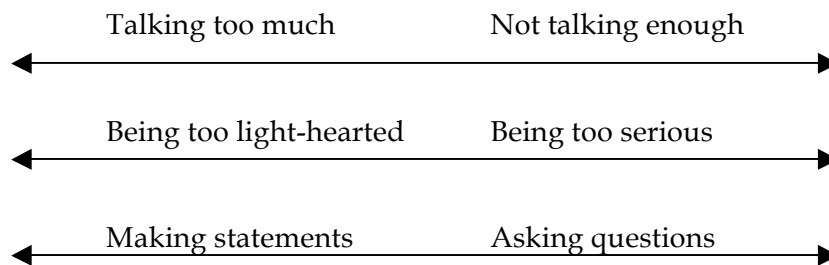 Talking too much Not talking enough
Being too light-hearted Being too serious
Making statements Asking questions